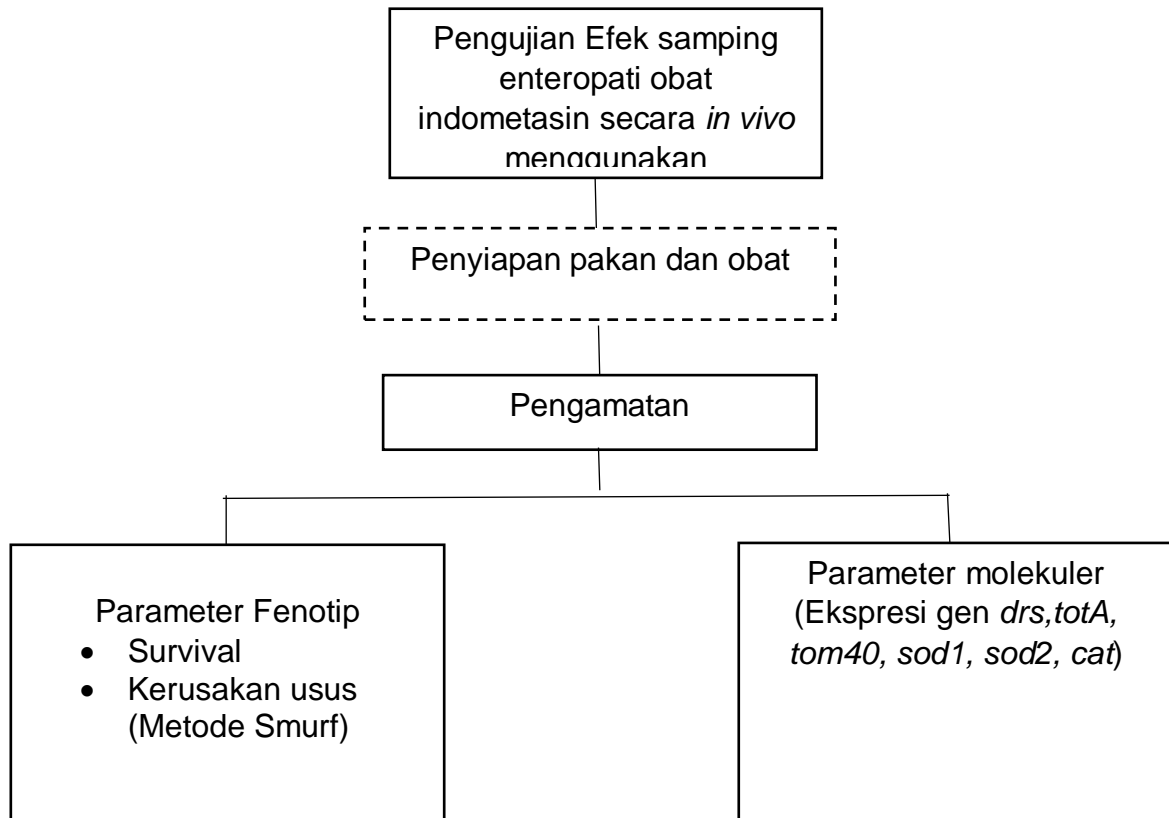 Pengujian Efek samping
enteropati obat
indometasin secara in vivo
menggunakan
Penyiapan pakan dan obat
Pengamatan
Parameter Fenotip
• Survival
• Kerusakan usus
(Metode Smurf)
Parameter molekuler
(Ekspresi gen drs,totA,
tom40, sod1, sod2, cat)